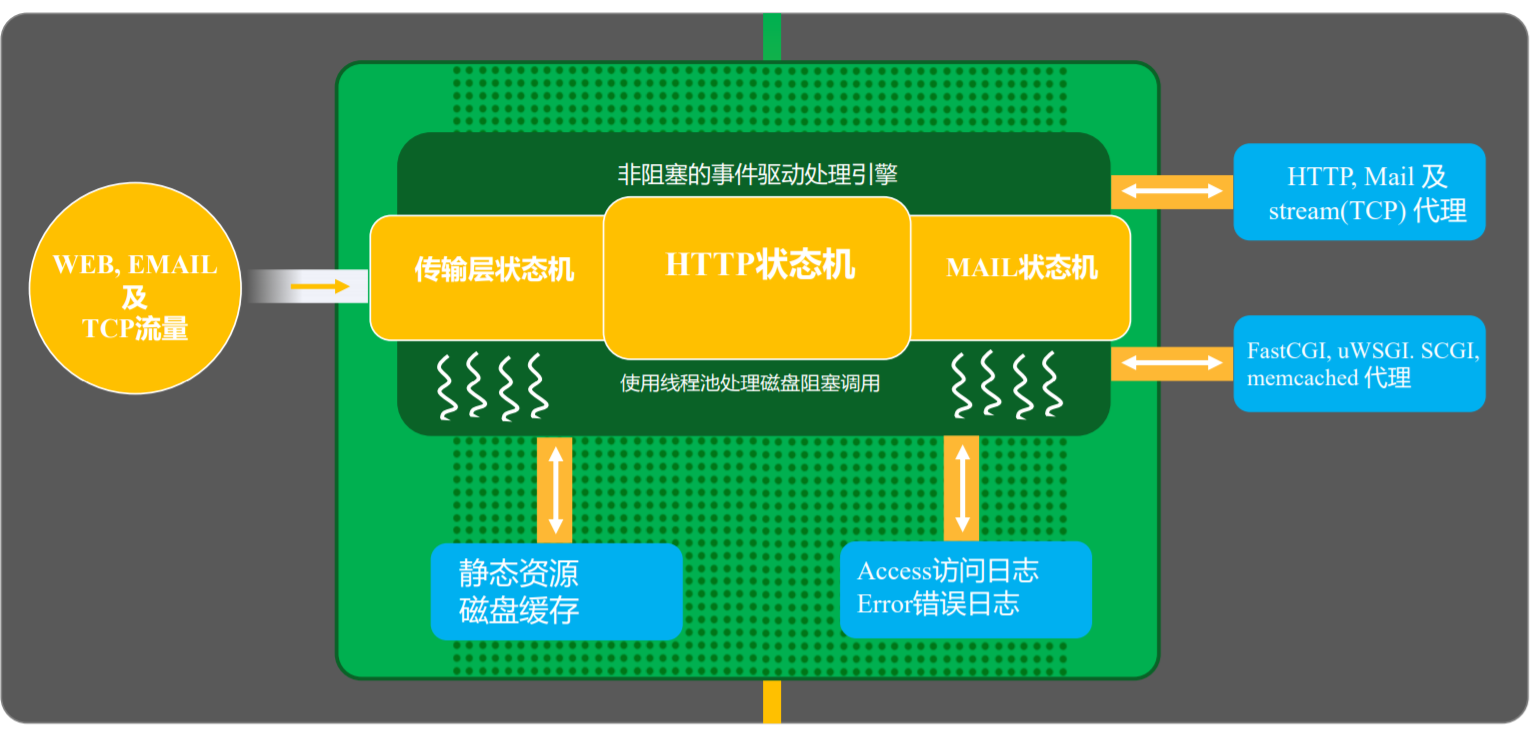 非阻塞的事件驱动处理引擎
WEB, EMAIL
及
TCP流量
传输层状态机
HTTP状态机
MAIL状态机
使用线程池处理磁盘阻塞调用
HTTP, Mail 及
stream(TCP) 代理
FastCGI, uWSGI. SCGI,
memcached 代理
静态资源
磁盘缓存
Access访问日志
Error错误日志